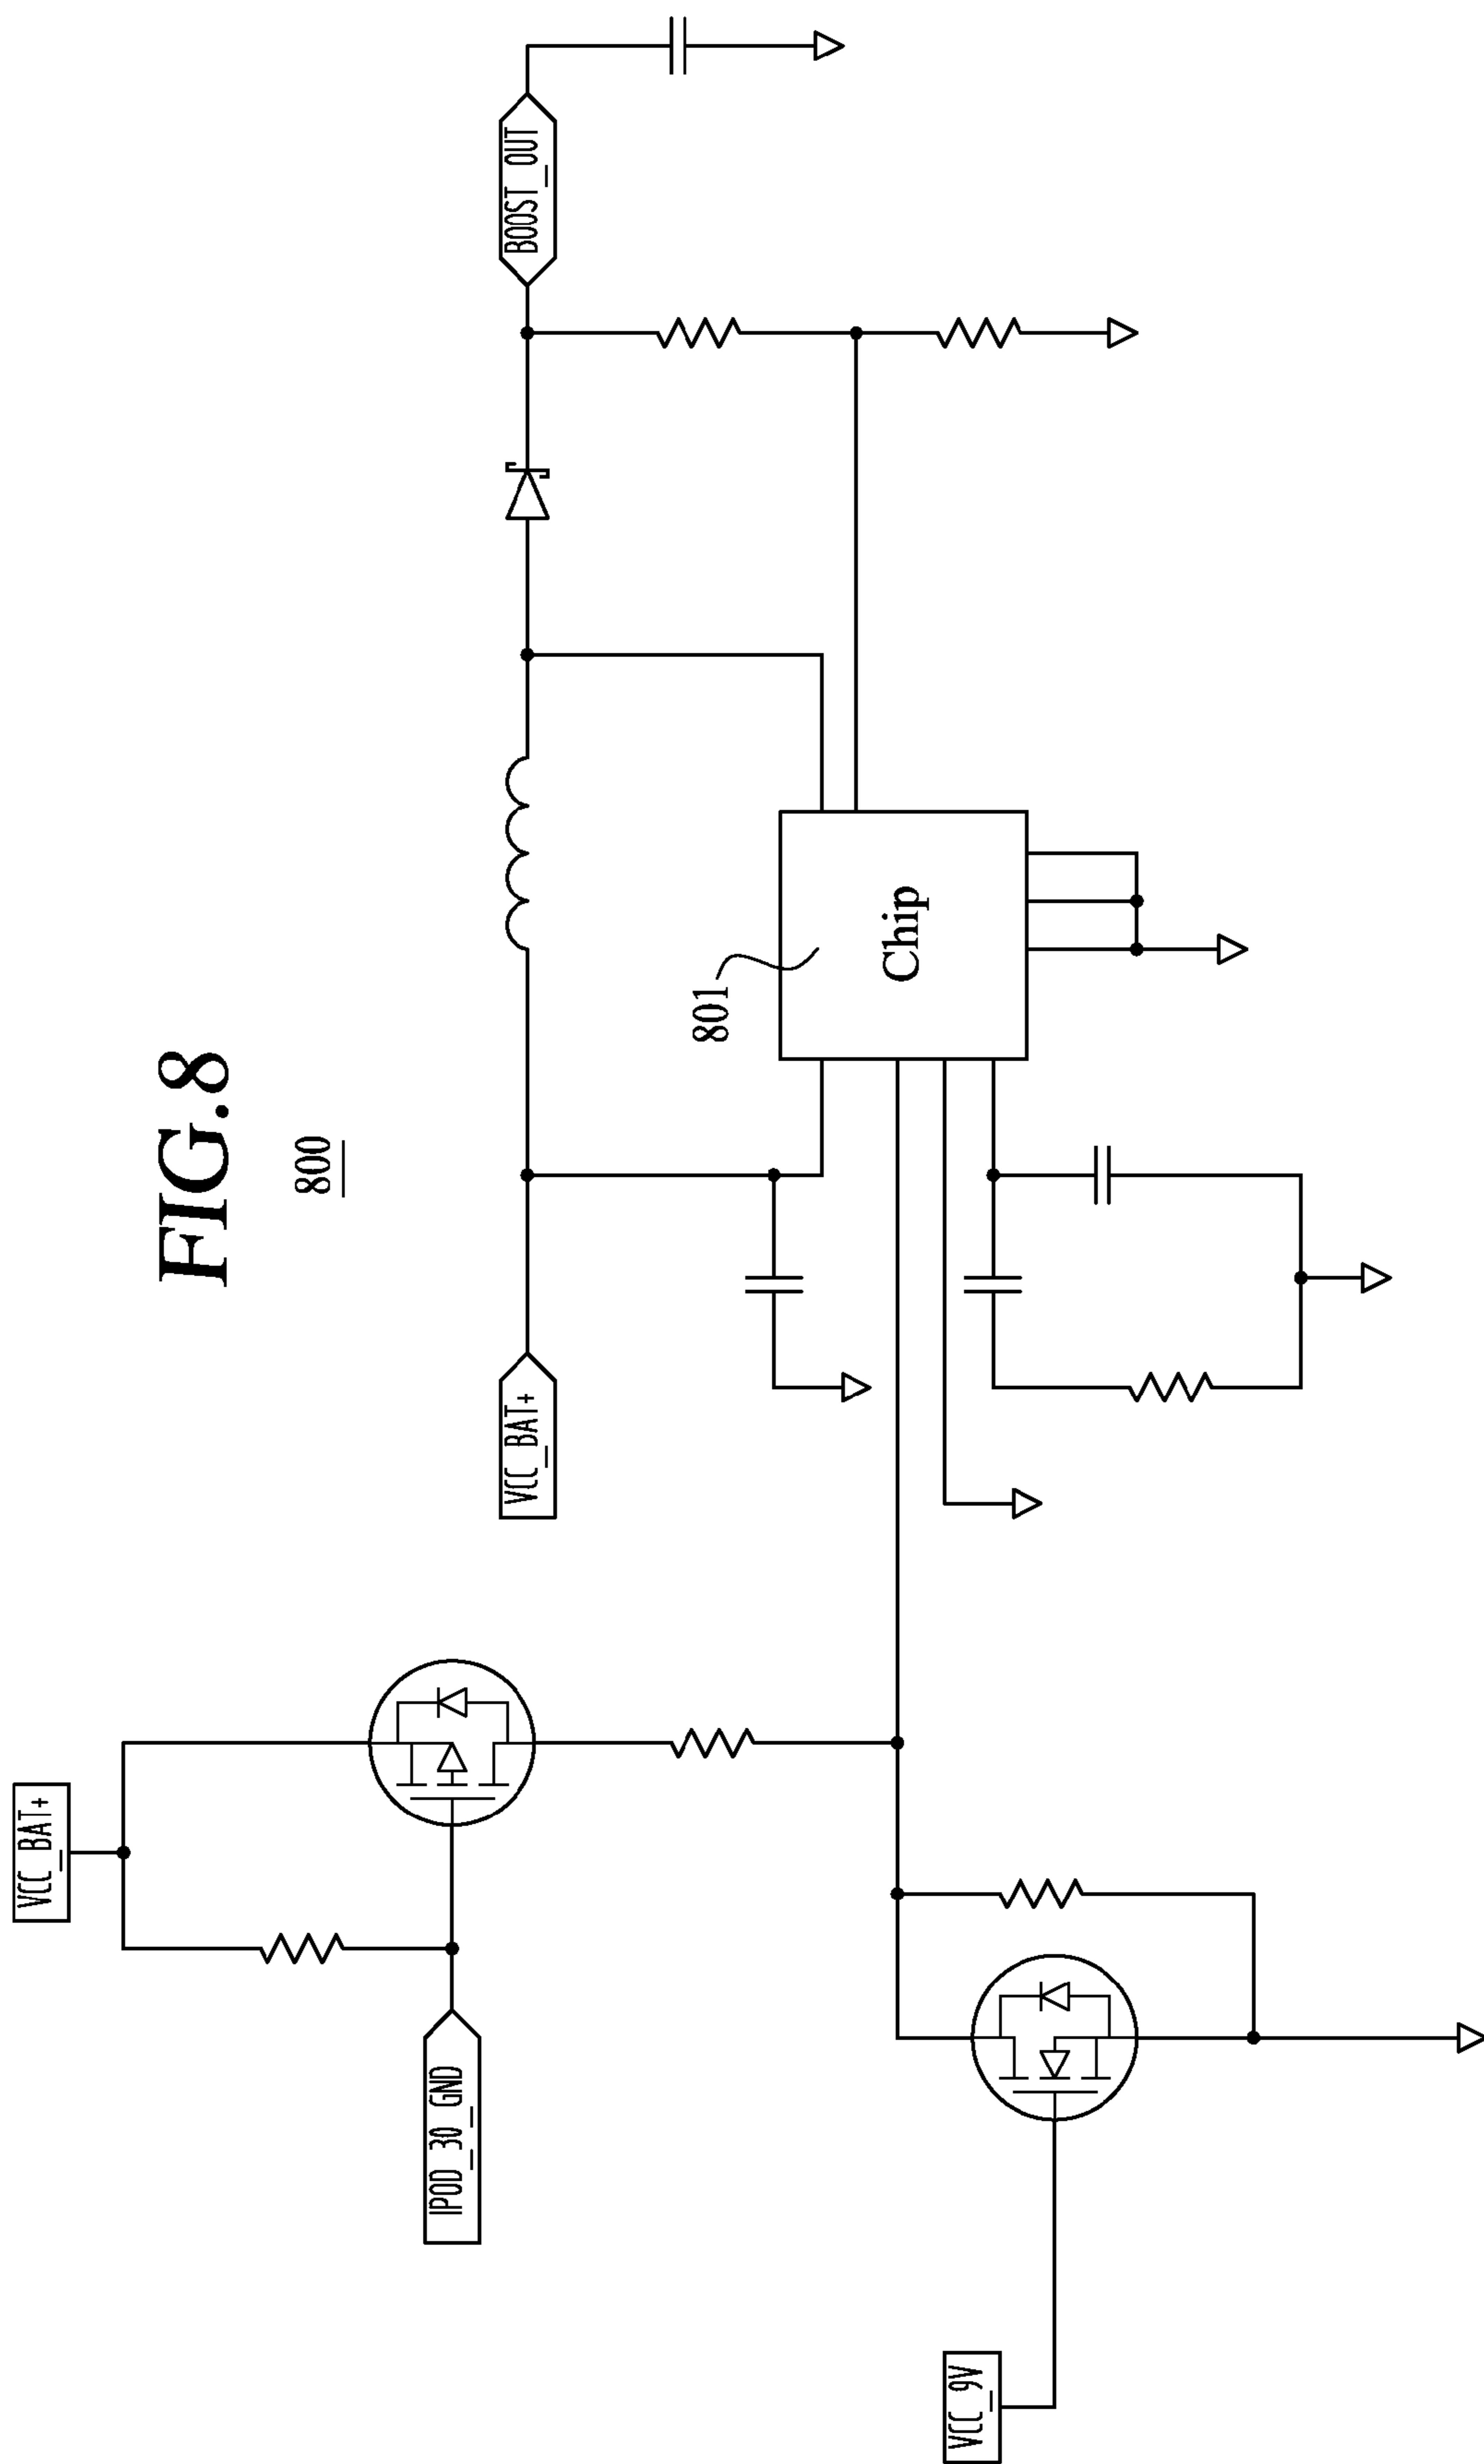 FIG.8
800
VCC_BAT+
IPOD_30_GND
VCC_9V
VCC_BAT+
801
Chip
BOOST_OUT